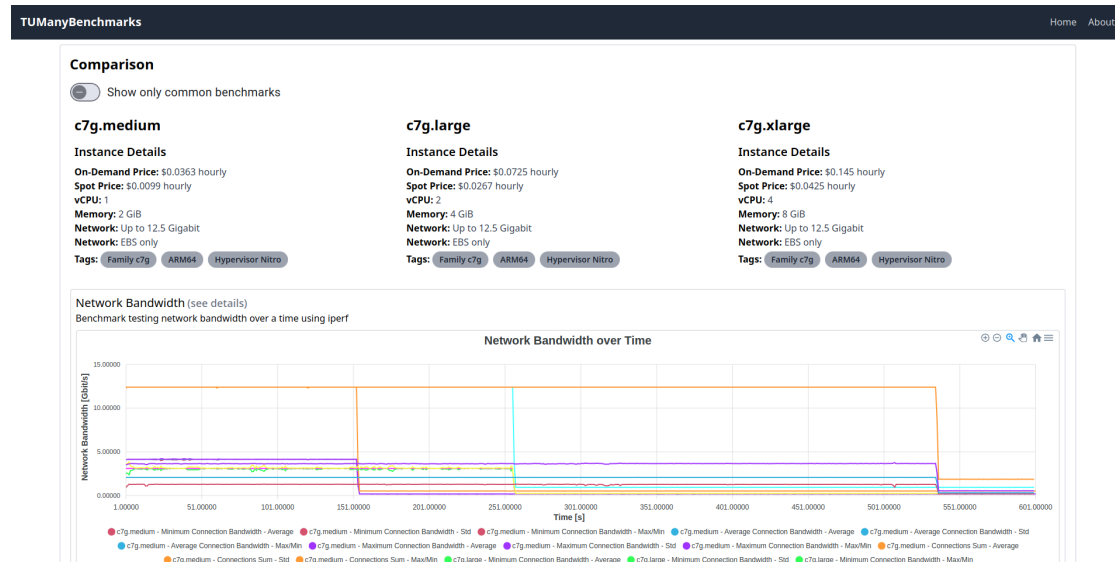 TUManyBenchmarks
Home About
Comparison
Show only common benchmarks
c7g.medium
Instance Details
On-Demand Price: $0.0363 hourly
Spot Price: $0.0099 hourly
vCPU: 1
Memory: 2 GiB
Network: Up to 12.5 Gigabit
Network: EBS only
Tags: Family c7g ARM64 Hypervisor Nitro
c7g.large
Instance Details
On-Demand Price: $0.0725 hourly
Spot Price: $0.0267 hourly
vCPU: 2
Memory: 4 GiB
Network: Up to 12.5 Gigabit
Network: EBS only
Tags: Family c7g ARM64 Hypervisor Nitro
c7g.xlarge
Instance Details
On-Demand Price: $0.145 hourly
Spot Price: $0.0425 hourly
vCPU: 4
Memory: 8 GiB
Network: Up to 12.5 Gigabit
Network: EBS only
Tags: Family c7g ARM64 Hypervisor Nitro
Network Bandwidth (see details)
Benchmark testing network bandwidth over a time using iperf
Network Bandwidth over Time
Network Bandwidth [Gbit/s]
15.00000
10.00000
5.00000
0.00000
1.00000 51.00000 101.00000 151.00000 201.00000 251.00000 301.00000 351.00000 401.00000 451.00000 501.00000 551.00000 601.00000
Time [s]
c7g.medium - Minimum Connection Bandwidth - Average c7g.medium - Minimum Connection Bandwidth - Std c7g.medium - Minimum Connection Bandwidth - Max/Min c7g.medium - Average Connection Bandwidth - Average c7g.medium - Average Connection Bandwidth - Std
c7g.medium - Average Connection Bandwidth - Max/Min c7g.medium - Maximum Connection Bandwidth - Average c7g.medium - Maximum Connection Bandwidth - Std c7g.medium - Maximum Connection Bandwidth - Max/Min c7g.medium - Connections Sum - Average
c7g.medium - Connections Sum - Std c7g.medium - Connections Sum - Max/Min c7g.large - Minimum Connection Bandwidth - Average c7g.large - Minimum Connection Bandwidth - Std c7g.large - Minimum Connection Bandwidth - Max/Min